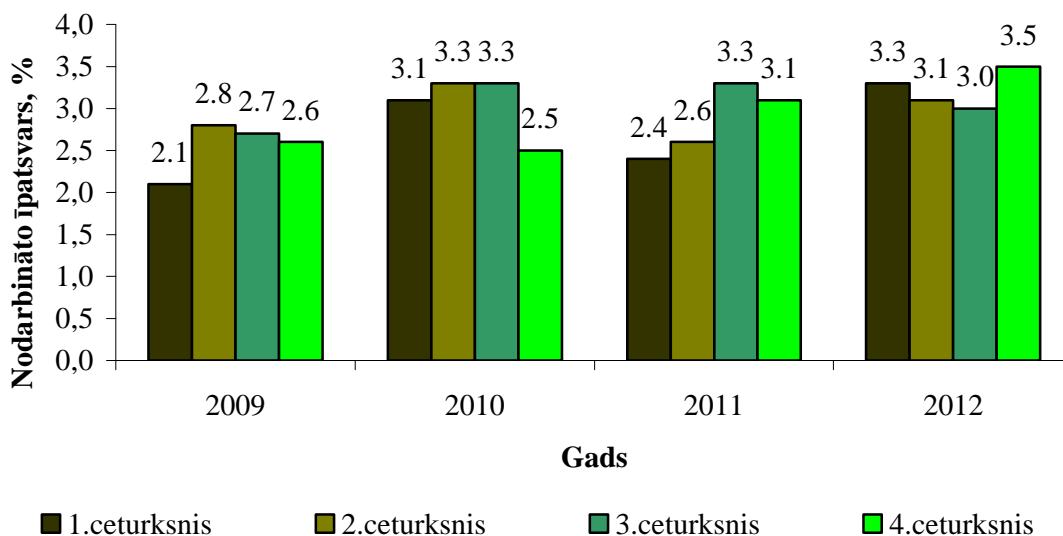 Nodarbināto īpatsvars, %
4,0
3,5
3,0
2,5
2,0
1,5
1,0
0,5
0,0
2.1 2.8 2.7 2.6
3.1 3.3 3.3 2.5
2.4 2.6 3.3 3.1
3.3 3.1 3.0 3.5
2009 2010 2011 2012
Gads
1.ceturksnis 2.ceturksnis 3.ceturksnis 4.ceturksnis